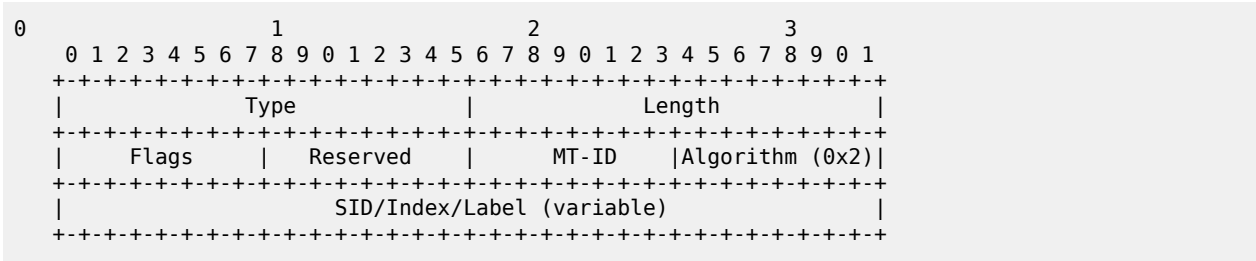 0                   1                   2                   3
    0 1 2 3 4 5 6 7 8 9 0 1 2 3 4 5 6 7 8 9 0 1 2 3 4 5 6 7 8 9 0 1
   +-+-+-+-+-+-+-+-+-+-+-+-+-+-+-+-+-+-+-+-+-+-+-+-+-+-+-+-+-+-+-+-+
   |              Type             |             Length            |
   +-+-+-+-+-+-+-+-+-+-+-+-+-+-+-+-+-+-+-+-+-+-+-+-+-+-+-+-+-+-+-+-+
   |     Flags     |   Reserved    |      MT-ID    |Algorithm (0x2)|
   +-+-+-+-+-+-+-+-+-+-+-+-+-+-+-+-+-+-+-+-+-+-+-+-+-+-+-+-+-+-+-+-+
   |                     SID/Index/Label (variable)                |
   +-+-+-+-+-+-+-+-+-+-+-+-+-+-+-+-+-+-+-+-+-+-+-+-+-+-+-+-+-+-+-+-+